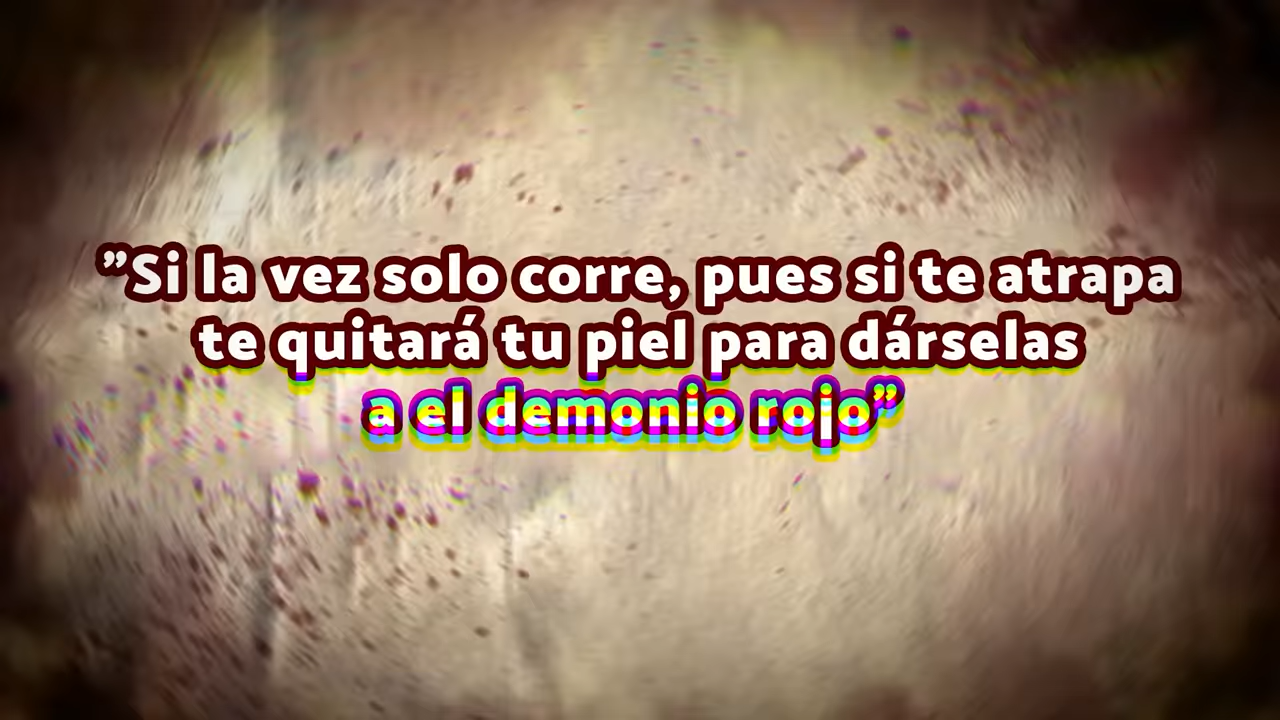 ”Si la vez solo corre, pues si te atrapa
te quitará tu piel para dárselas
a el demonio rojo”